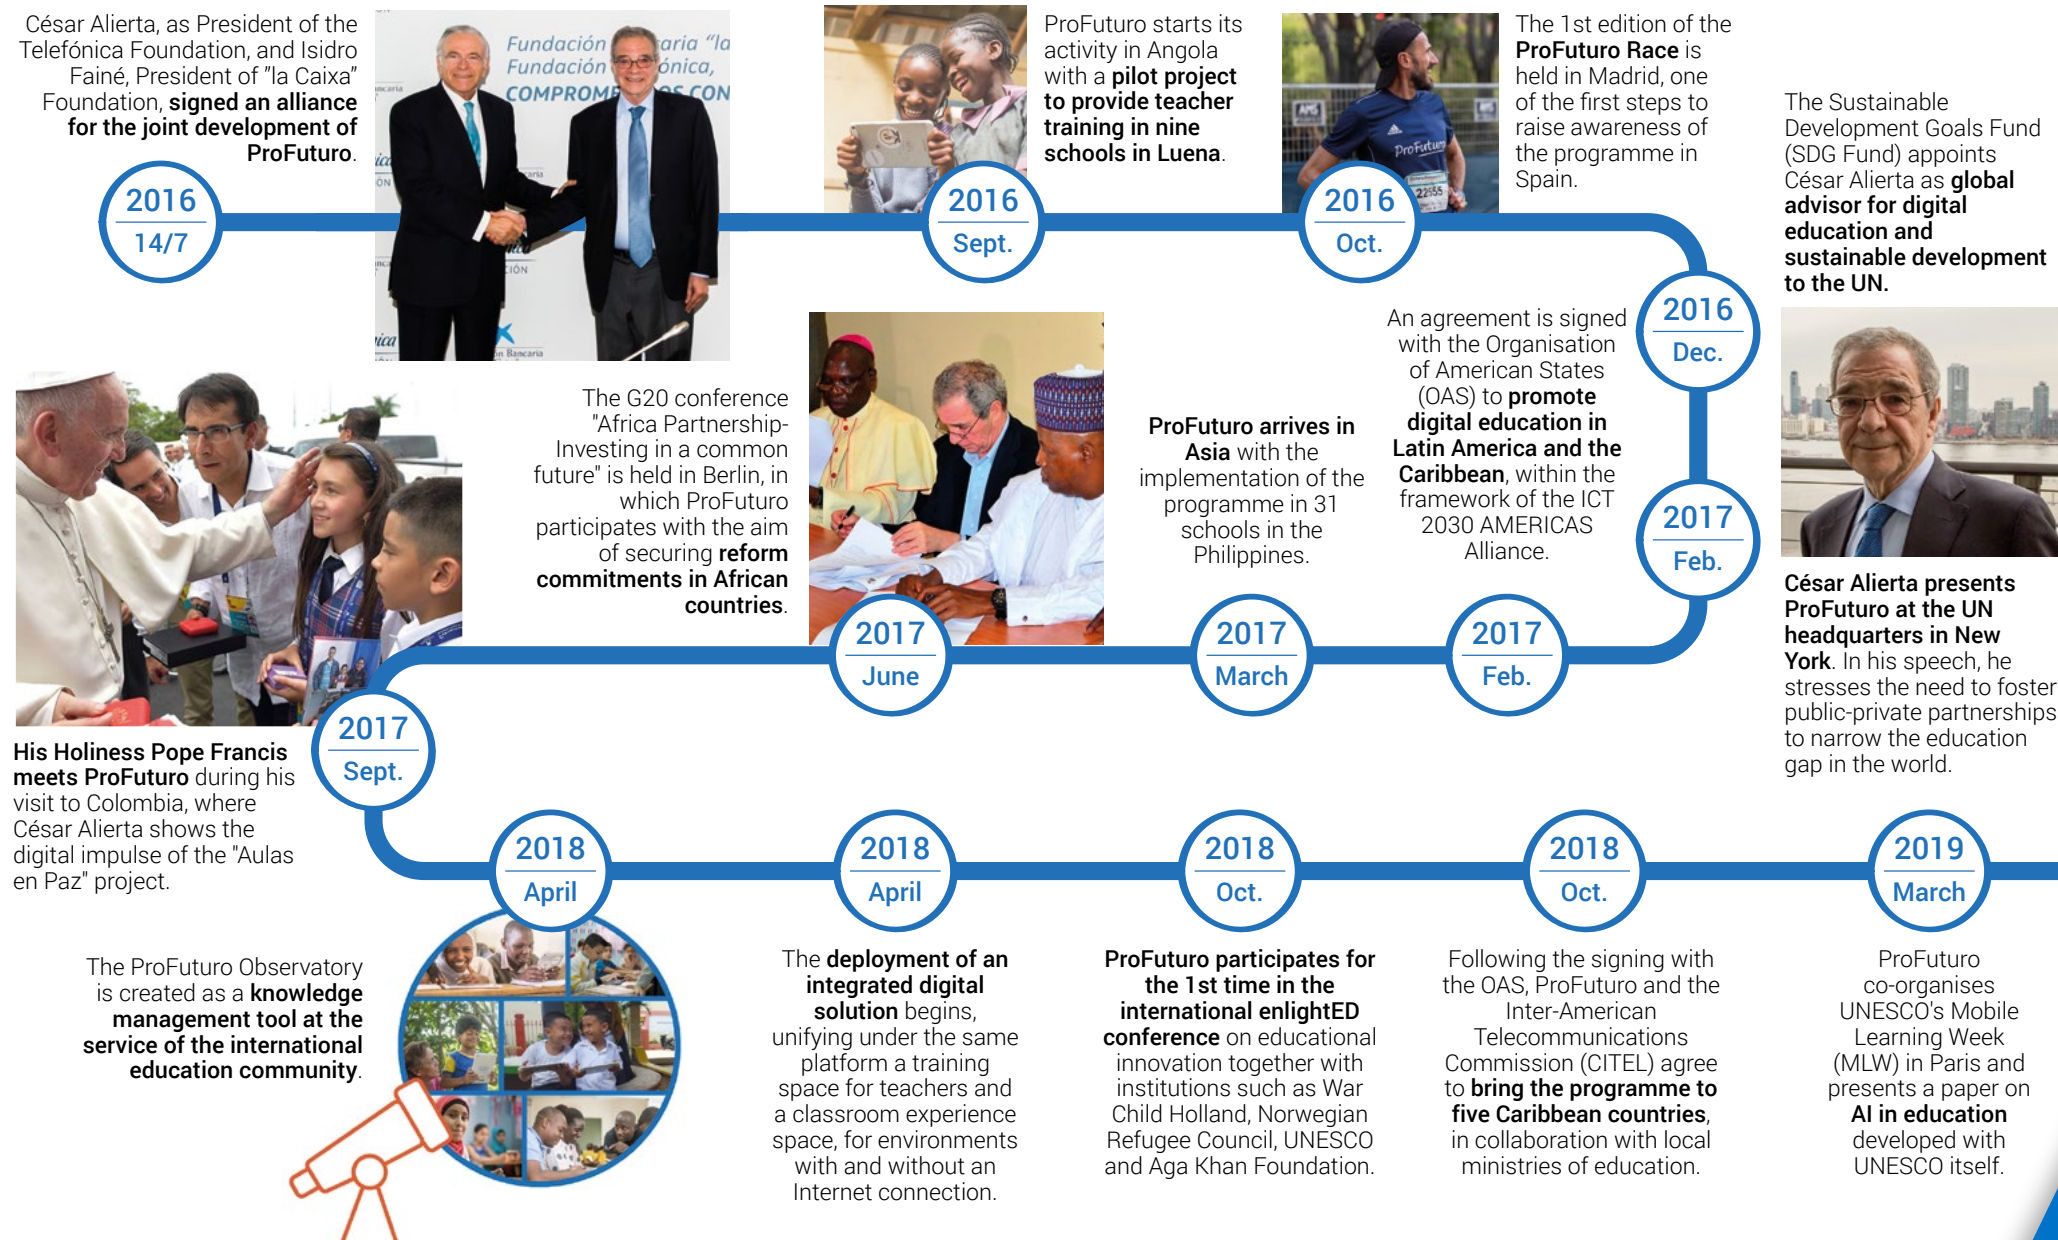 César Alierta, as President of the
Telefónica Foundation, and Isidro
Fainé, President of "la Caixa"
Foundation, signed an alliance
for the joint development of
ProFuturo.
2016
14/7
Fundación
caria "la
Fundación
ónica,
COMPROME
OS CON
ProFuturo starts its
activity in Angola
with a pilot project
to provide teacher
training in nine
schools in Luena.
2016
Sept.
The 1st edition of the
ProFuturo Race is
held in Madrid, one
of the first steps to
raise awareness of
the programme in
Spain.
ProFuturo
22555
2016
Oct.
The Sustainable
Development Goals Fund
(SDG Fund) appoints
César Alierta as global
advisor for digital
education and
sustainable development
to the UN.
2016
Dec.
César Alierta presents
ProFuturo at the UN
headquarters in New
York. In his speech, he
stresses the need to foster
public-private partnerships
to narrow the education
gap in the world.
2017
Feb.
An agreement is signed
with the Organisation
of American States
(OAS) to promote
digital education in
Latin America and the
Caribbean, within the
framework of the ICT
2030 AMERICAS
Alliance.
2017
Feb.
ProFuturo arrives in
Asia with the
implementation of the
programme in 31
schools in the
Philippines.
2017
March
The G20 conference
"Africa Partnership-
Investing in a common
future" is held in Berlin, in
which ProFuturo
participates with the aim
of securing reform
commitments in African
countries.
2017
June
2017
Sept.
His Holiness Pope Francis
meets ProFuturo during his
visit to Colombia, where
César Alierta shows the
digital impulse of the "Aulas
en Paz" project.
2018
April
The ProFuturo Observatory
is created as a knowledge
management tool at the
service of the international
education community.
2018
April
The deployment of an
integrated digital
solution begins,
unifying under the same
platform a training
space for teachers and
a classroom experience
space, for environments
with and without an
Internet connection.
2018
Oct.
ProFuturo participates for
the 1st time in the
international enlightED
conference on educational
innovation together with
institutions such as War
Child Holland, Norwegian
Refugee Council, UNESCO
and Aga Khan Foundation.
2018
Oct.
Following the signing with
the OAS, ProFuturo and the
Inter-American
Telecommunications
Commission (CITEL) agree
to bring the programme to
five Caribbean countries,
in collaboration with local
ministries of education.
2019
March
ProFuturo
co-organises
UNESCO's Mobile
Learning Week
(MLW) in Paris and
presents a paper on
AI in education
developed with
UNESCO itself.